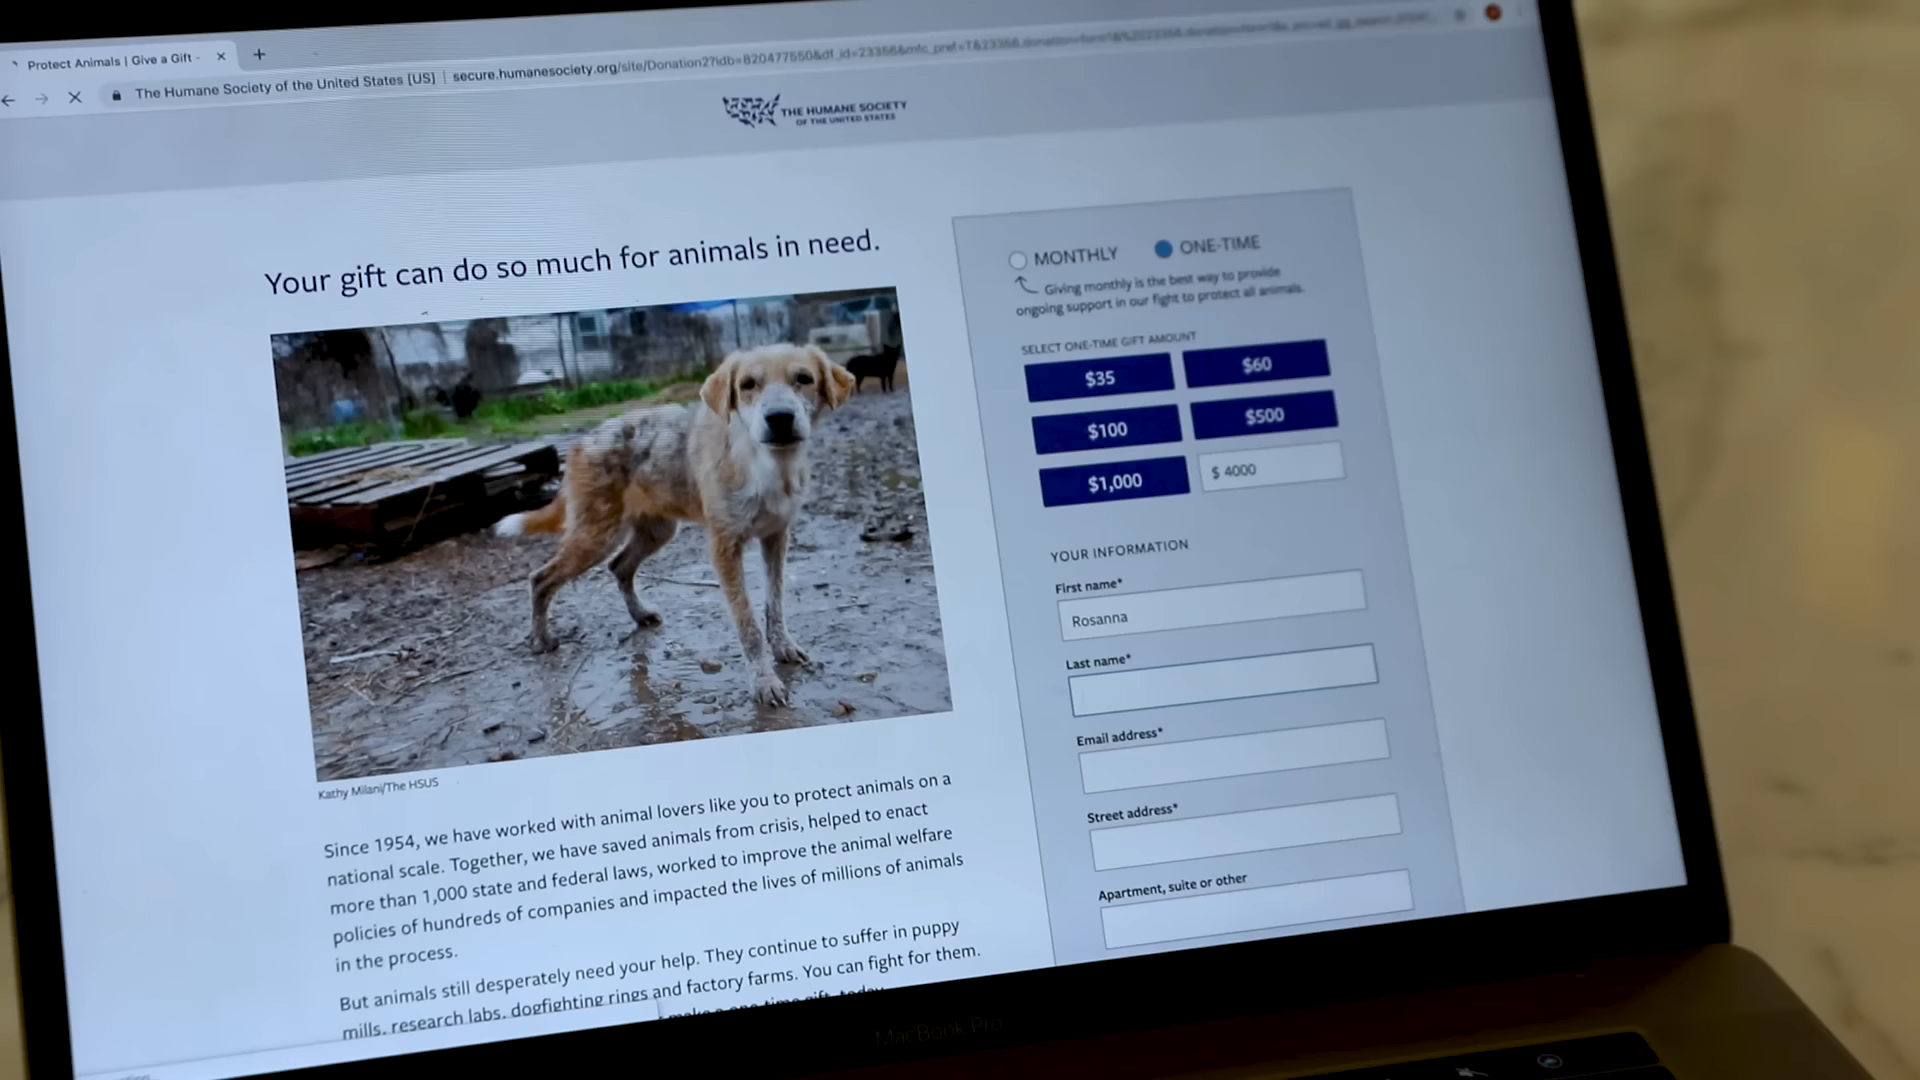 Protect Animals | Give a Gift -
The Humane Society of the United States [US] | secure.humanesociety.org/site/Donation2?idb=820477550&df_id=23356&mfc_pref=T&23356.donation=form1
THE HUMANE SOCIETY
OF THE UNITED STATES
Your gift can do so much for animals in need.
Kathy Milani/The HSUS
Since 1954, we have worked with animal lovers like you to protect animals on a
national scale. Together, we have saved animals from crisis, helped to enact
more than 1,000 state and federal laws, worked to improve the animal welfare
policies of hundreds of companies and impacted the lives of millions of animals
in the process.
But animals still desperately need your help. They continue to suffer in puppy
mills, research labs, dogfighting rings and factory farms. You can fight for them.
make a one-time gift, today
MONTHLY
ONE-TIME
Giving monthly is the best way to provide
ongoing support in our fight to protect all animals.
SELECT ONE-TIME GIFT AMOUNT
$35
$60
$100
$500
$1,000
$ 4000
YOUR INFORMATION
First name*
Rosanna
Last name*
Email address*
Street address*
Apartment, suite or other
MacBook Pro